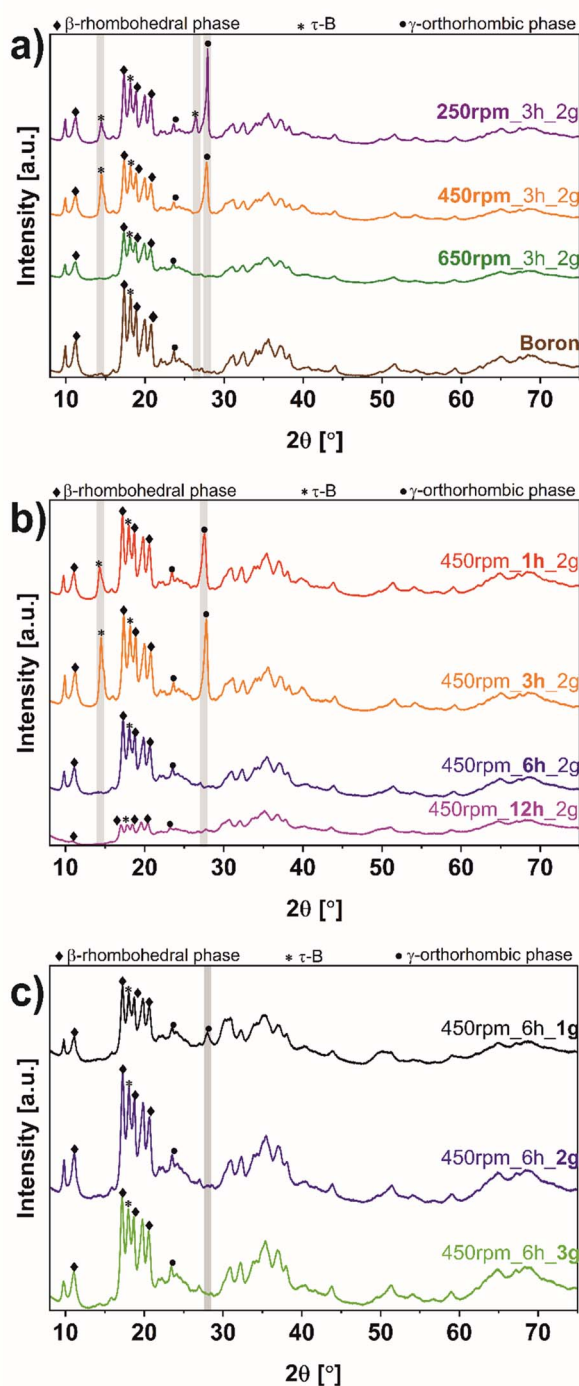 a)
◆ β-rhombohedral phase * τ-B ● γ-orthorhombic phase
250rpm_3h_2g
450rpm_3h_2g
650rpm_3h_2g
Boron
Intensity [a.u.]
10 20 30 40 50 60 70
2θ [°]
b)
◆ β-rhombohedral phase * τ-B ● γ-orthorhombic phase
450rpm_1h_2g
450rpm_3h_2g
450rpm_6h_2g
450rpm_12h_2g
Intensity [a.u.]
10 20 30 40 50 60 70
2θ [°]
c)
◆ β-rhombohedral phase * τ-B ● γ-orthorhombic phase
450rpm_6h_1g
450rpm_6h_2g
450rpm_6h_3g
Intensity [a.u.]
10 20 30 40 50 60 70
2θ [°]